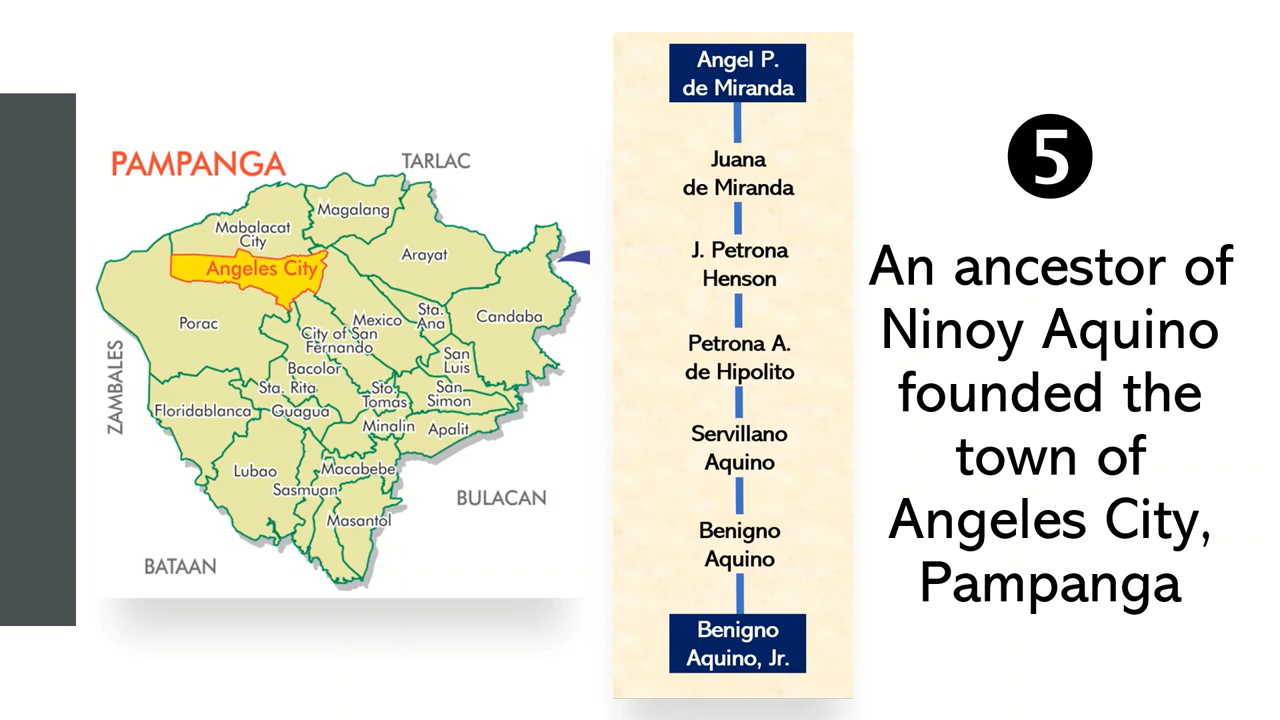 PAMPANGA
TARLAC
Magalang
Mabalacat
City
Arayat
Angeles City
Porac
Mexico
Sta.
Ana
Candaba
City of San
Fernando
San
Luis
Bacolor
Sta. Rita
Sto.
Tomas
San
Simon
Floridablanca
Guagua
Minalin
Apalit
ZAMBALES
Lubao
Macabebe
Sasmuan
Masantol
BULACAN
BATAAN
Angel P.
de Miranda
Juana
de Miranda
J. Petrona
Henson
Petrona A.
de Hipolito
Servillano
Aquino
Benigno
Aquino
Benigno
Aquino, Jr.
5
An ancestor of
Ninoy Aquino
founded the
town of
Angeles City,
Pampanga